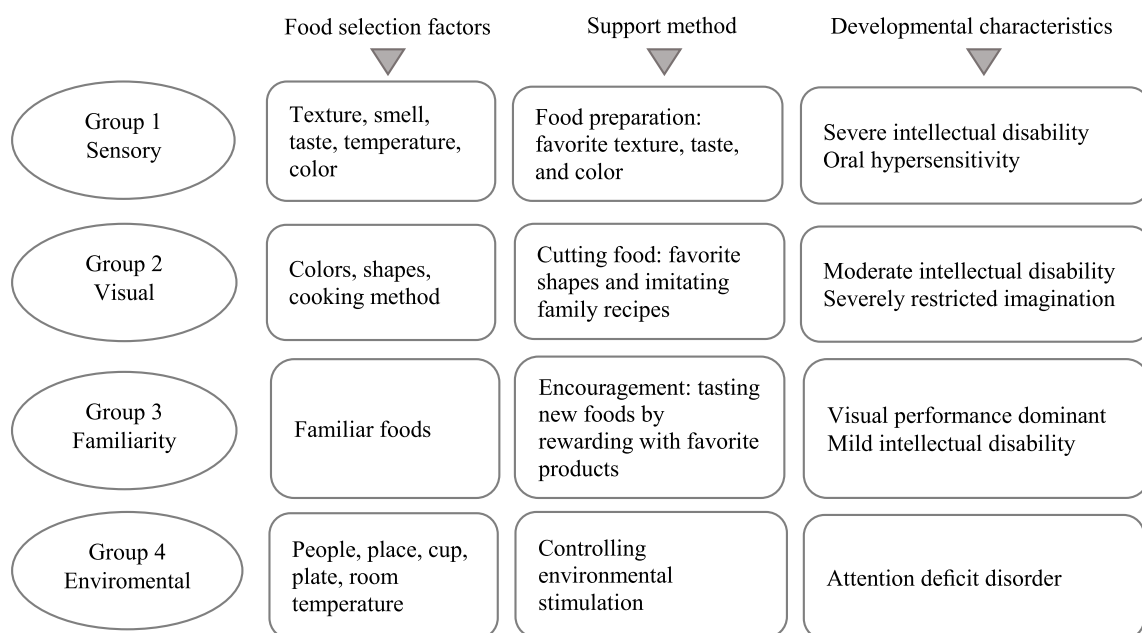 Food selection factors
Support method
Developmental characteristics
Group 1
Sensory
Texture, smell,
taste, temperature,
color
Food preparation:
favorite texture, taste,
and color
Severe intellectual disability
Oral hypersensitivity
Group 2
Visual
Colors, shapes,
cooking method
Cutting food: favorite
shapes and imitating
family recipes
Moderate intellectual disability
Severely restricted imagination
Group 3
Familiarity
Familiar foods
Encouragement: tasting
new foods by
rewarding with favorite
products
Visual performance dominant
Mild intellectual disability
Group 4
Enviromental
People, place, cup,
plate, room
temperature
Controlling
environmental
stimulation
Attention deficit disorder